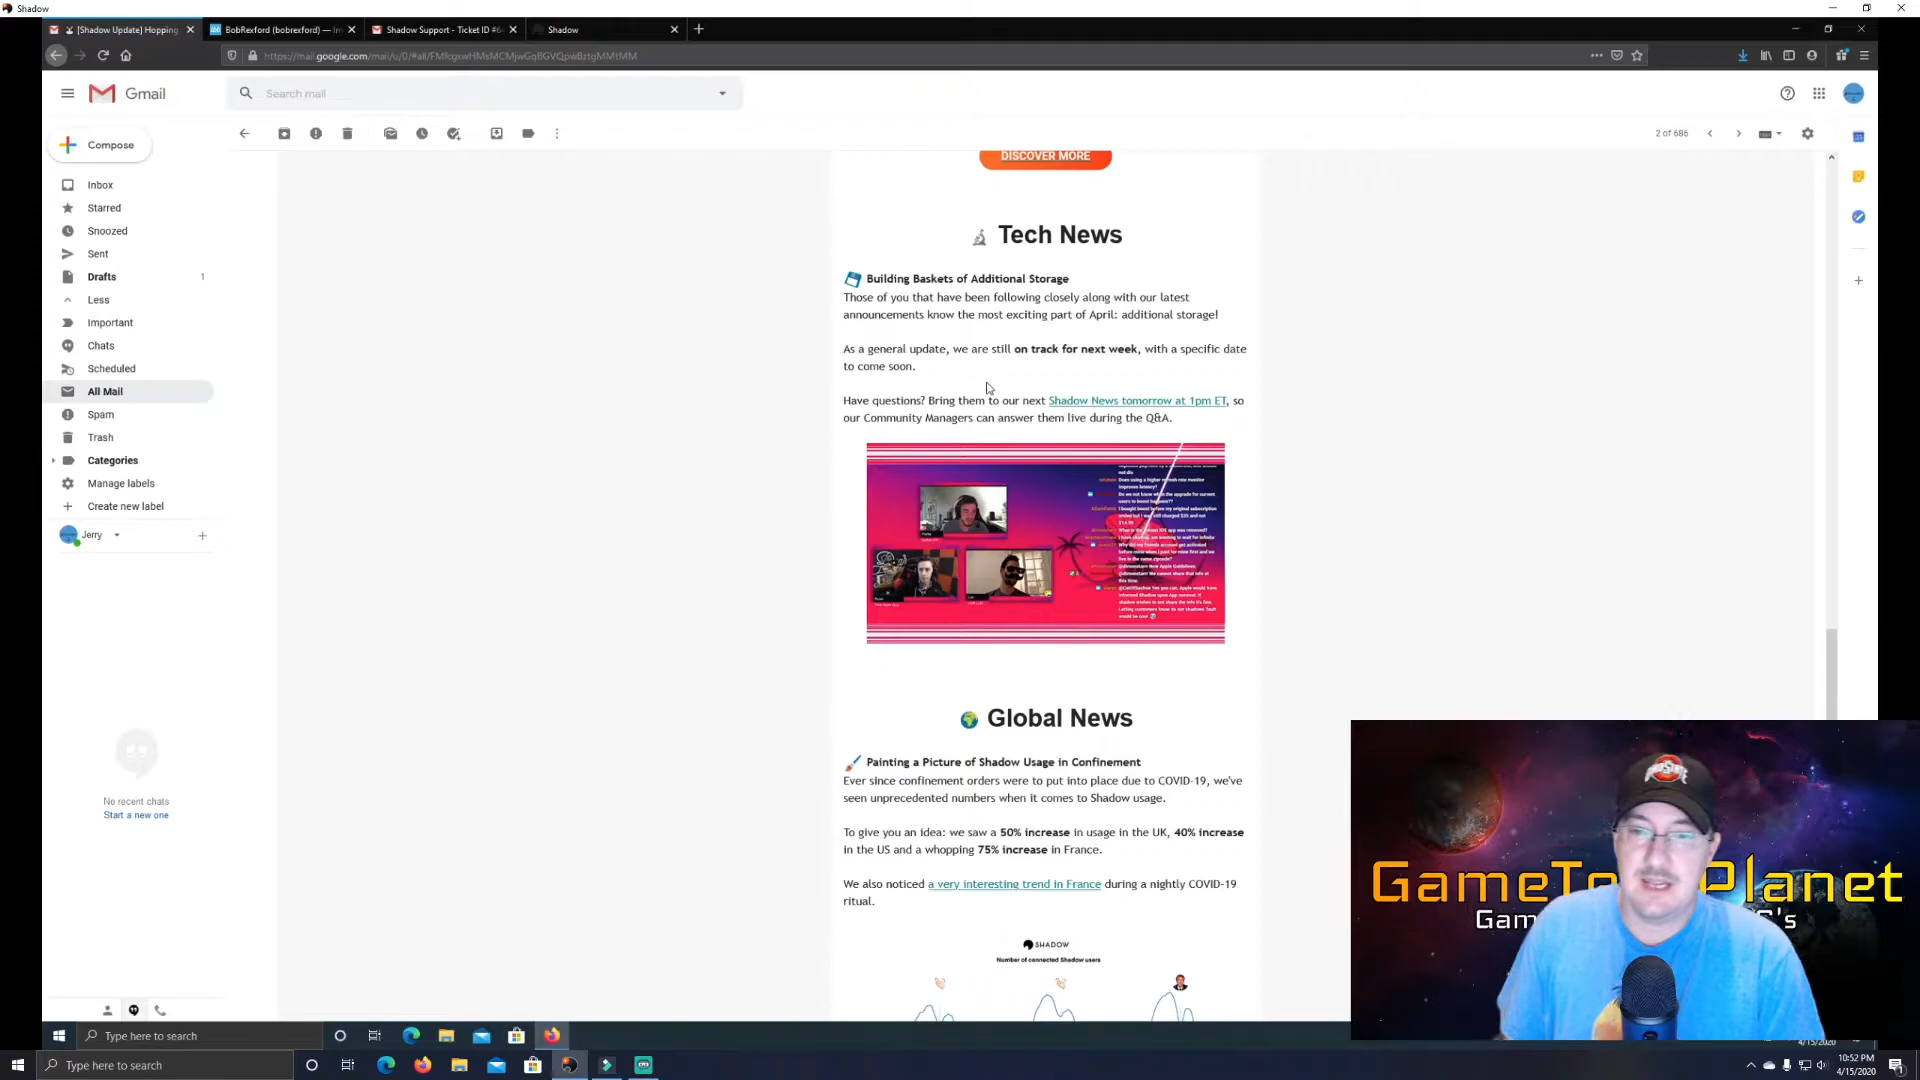 Shadow
[Shadow Update] Hopping
BobRexford (bobrexford) —
Shadow Support - Ticket ID #6
Shadow
mail.google.com
Gmail
Search mail
2 of 686
Compose
Inbox
Starred
Snoozed
Sent
Drafts 1
Less
Important
Chats
Scheduled
All Mail
Spam
Trash
Categories
Manage labels
Create new label
Jerry
No recent chats
Start a new one
DISCOVER MORE
Tech News
Building Baskets of Additional Storage
Those of you that have been following closely along with our latest
announcements know the most exciting part of April: additional storage!
As a general update, we are still on track for next week, with a specific date
to come soon.
Have questions? Bring them to our next Shadow News tomorrow at 1pm ET, so
our Community Managers can answer them live during the Q&A.
Global News
Painting a Picture of Shadow Usage in Confinement
Ever since confinement orders were to put into place due to COVID-19, we've
seen unprecedented numbers when it comes to Shadow usage.
To give you an idea: we saw a 50% increase in usage in the UK, 40% increase
in the US and a whopping 75% increase in France.
We also noticed a very interesting trend in France during a nightly COVID-19
ritual.
SHADOW
Number of connected Shadow users
Type here to search
4/15/2020
Type here to search
10:52 PM
4/15/2020